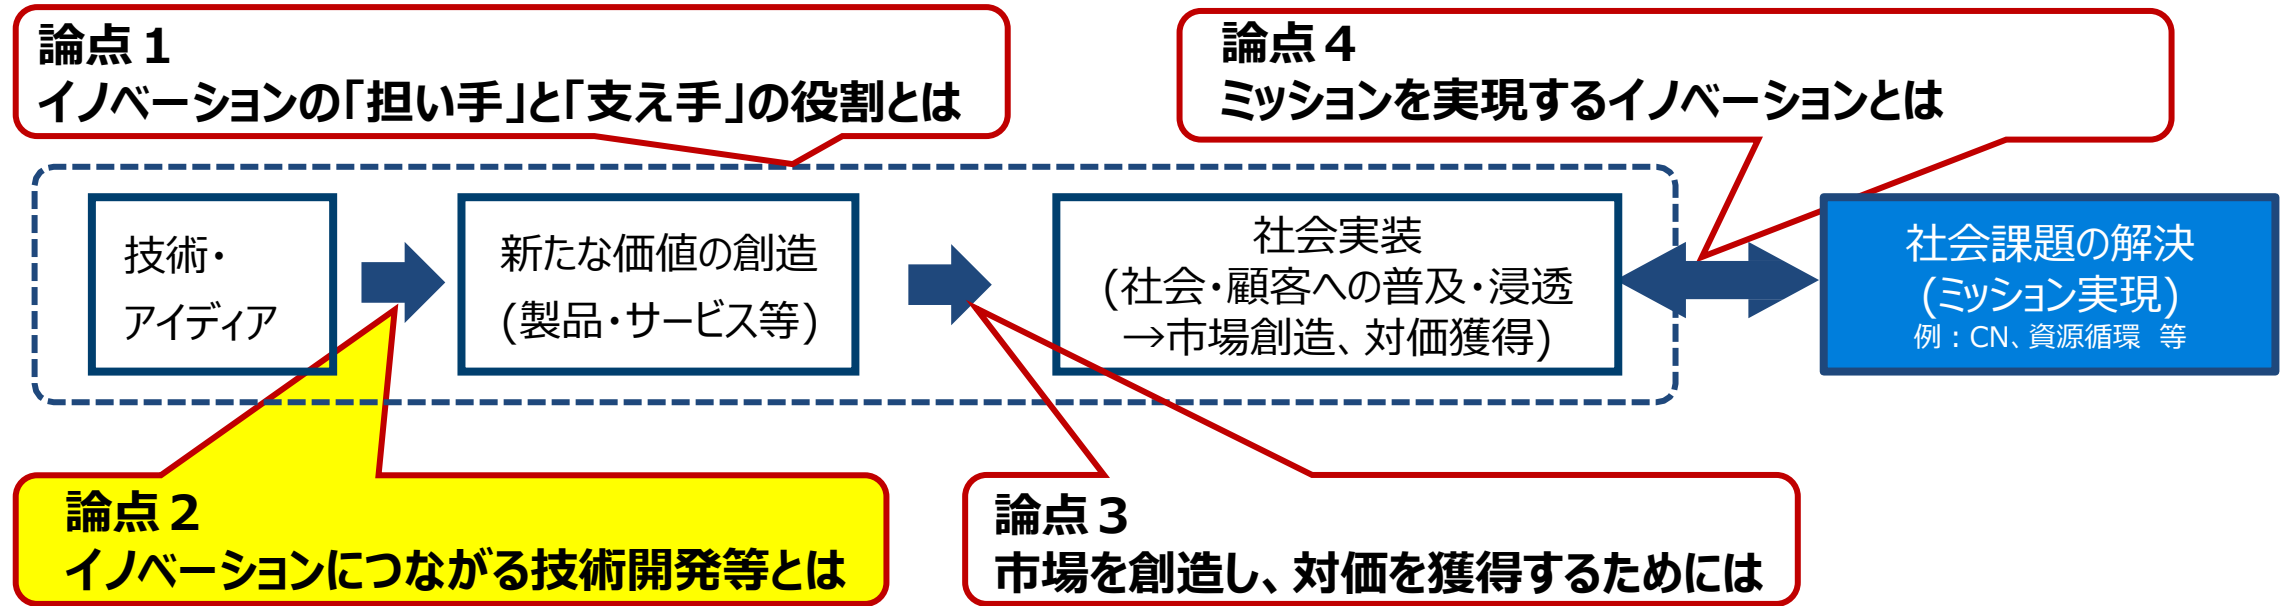 論点１
イノベーションの「担い手」と「支え手」の役割とは
論点４
ミッションを実現するイノベーションとは
技術・
アイディア
新たな価値の創造
(製品・サービス等)
社会実装
(社会・顧客への普及・浸透
→市場創造、対価獲得)
社会課題の解決
(ミッション実現)
例：CN、資源循環　等
論点２
イノベーションにつながる技術開発等とは
論点３
市場を創造し、対価を獲得するためには